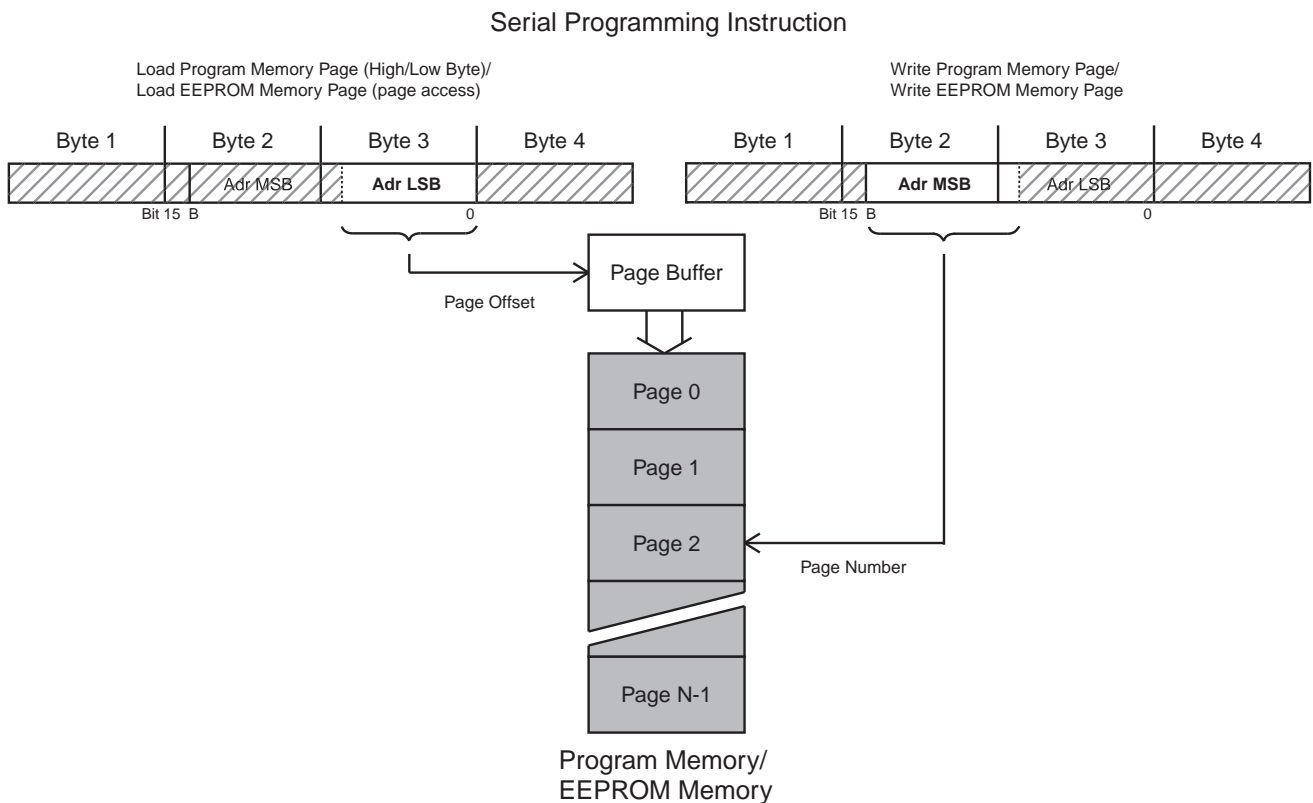 Serial Programming Instruction
Load Program Memory Page (High/Low Byte)/
Load EEPROM Memory Page (page access)
Write Program Memory Page/
Write EEPROM Memory Page
Byte 1 Byte 2 Byte 3 Byte 4
Adr MSB Adr LSB
Bit 15 B 0
Byte 1 Byte 2 Byte 3 Byte 4
Adr MSB Adr LSB
Bit 15 B 0
Page Offset
Page Buffer
Page 0
Page 1
Page 2
Page Number
Page N-1
Program Memory/
EEPROM Memory